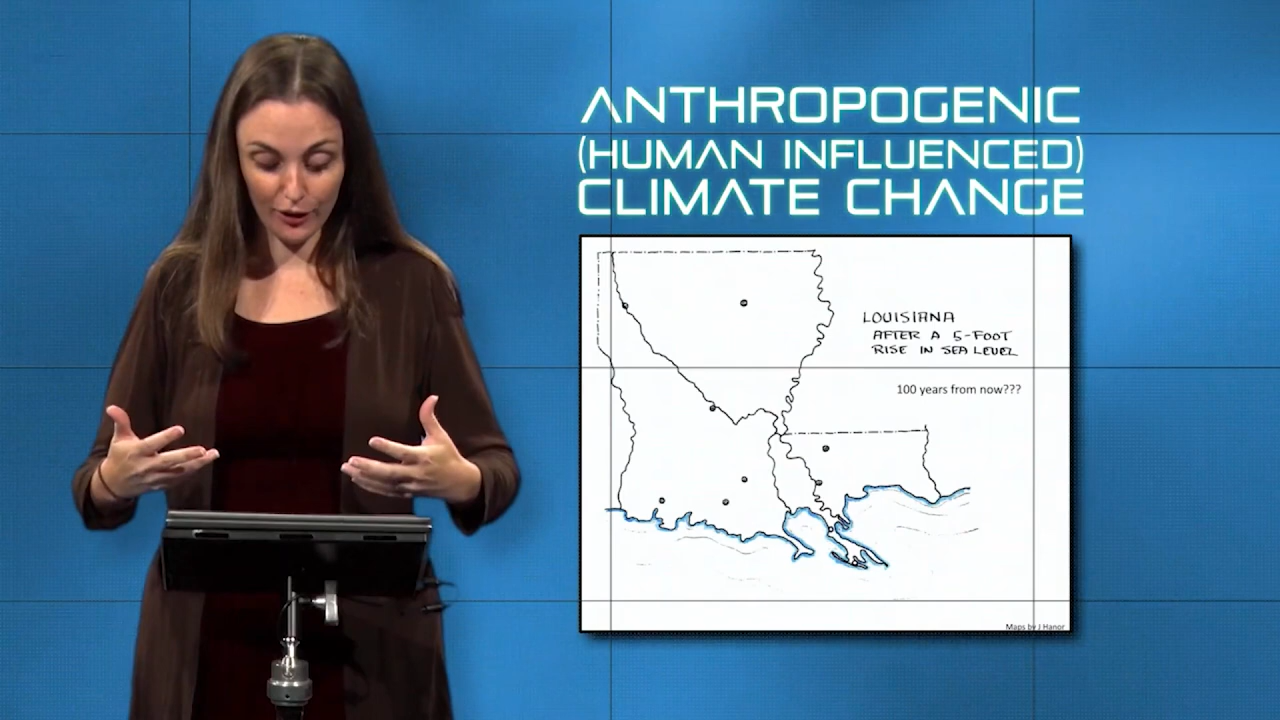 ANTHROPOGENIC
(HUMAN INFLUENCED)
CLIMATE CHANGE
LOUISIANA
AFTER A 5-FOOT
RISE IN SEA LEVEL
100 years from now???
Maps by J Hanor